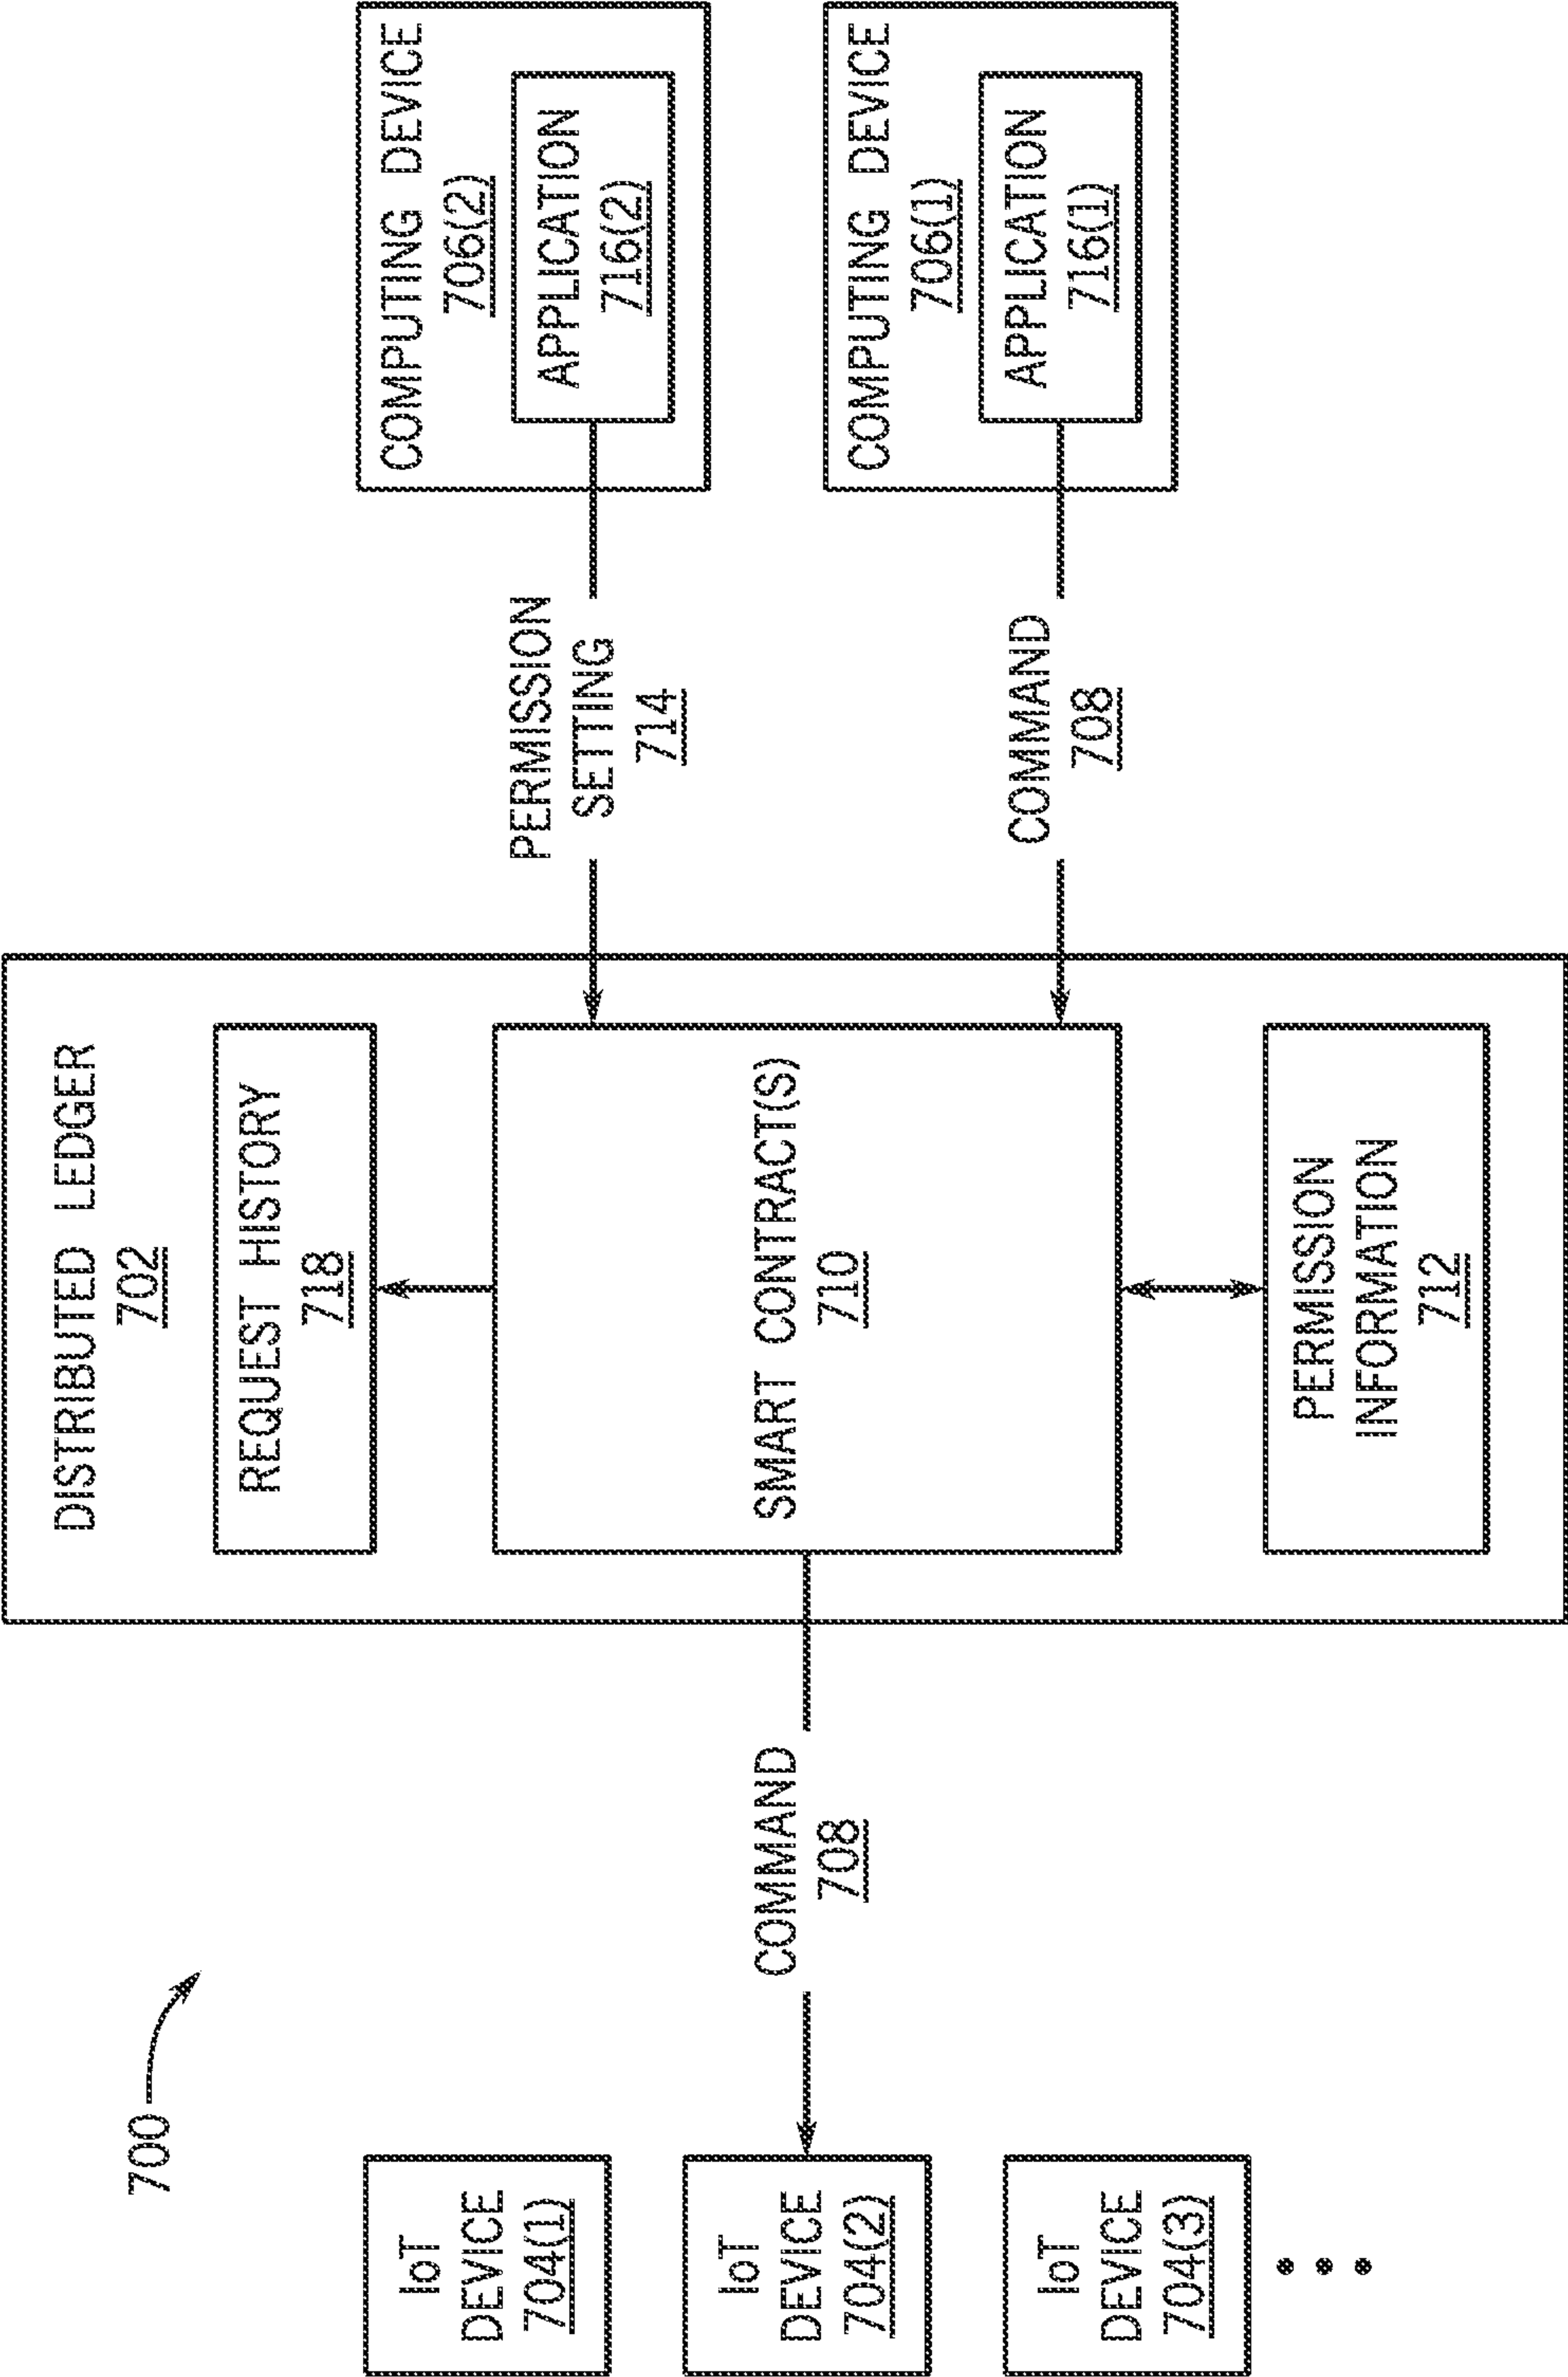 700
IoT
DEVICE
704(1)
IoT
DEVICE
704(2)
IoT
DEVICE
704(3)
COMMAND
708
DISTRIBUTED LEDGER
702
REQUEST HISTORY
718
SMART CONTRACT(S)
710
PERMISSION
INFORMATION
712
PERMISSION
SETTING
714
COMMAND
708
COMPUTING DEVICE
706(2)
APPLICATION
716(2)
COMPUTING DEVICE
706(1)
APPLICATION
716(1)